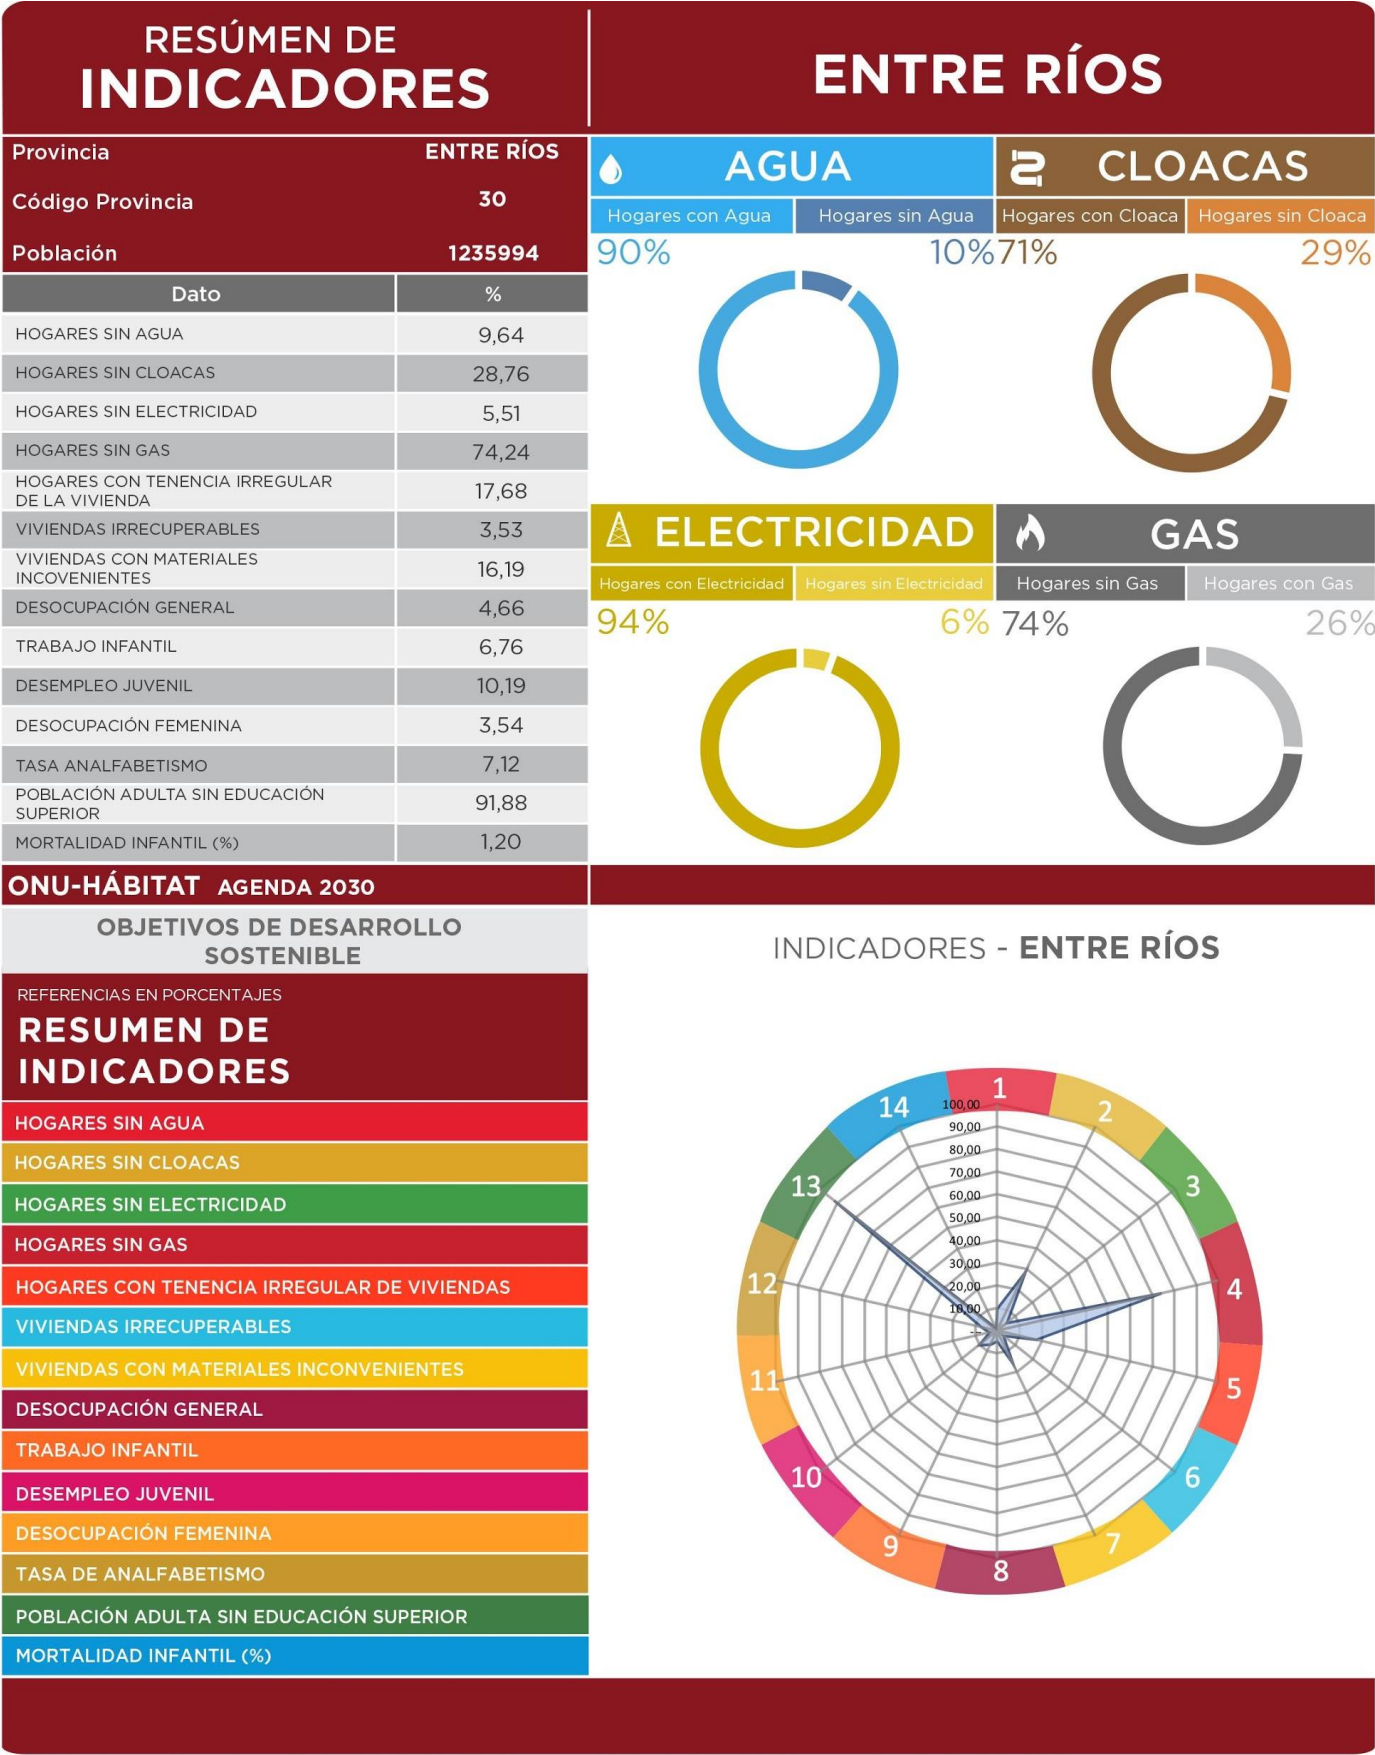 RESÚMEN DE
INDICADORES
ENTRE RÍOS
Provincia ENTRE RÍOS
Código Provincia 30
Población 1235994
Dato %
HOGARES SIN AGUA 9,64
HOGARES SIN CLOACAS 28,76
HOGARES SIN ELECTRICIDAD 5,51
HOGARES SIN GAS 74,24
HOGARES CON TENENCIA IRREGULAR
DE LA VIVIENDA 17,68
VIVIENDAS IRRECUPERABLES 3,53
VIVIENDAS CON MATERIALES
INCOVENIENTES 16,19
DESOCUPACIÓN GENERAL 4,66
TRABAJO INFANTIL 6,76
DESEMPLEO JUVENIL 10,19
DESOCUPACIÓN FEMENINA 3,54
TASA ANALFABETISMO 7,12
POBLACIÓN ADULTA SIN EDUCACIÓN
SUPERIOR 91,88
MORTALIDAD INFANTIL (%) 1,20
AGUA
Hogares con Agua Hogares sin Agua
90% 10%
CLOACAS
Hogares con Cloaca Hogares sin Cloaca
71% 29%
ELECTRICIDAD
Hogares con Electricidad Hogares sin Electricidad
94% 6%
GAS
Hogares sin Gas Hogares con Gas
74% 26%
ONU-HÁBITAT AGENDA 2030
OBJETIVOS DE DESARROLLO
SOSTENIBLE
REFERENCIAS EN PORCENTAJES
RESUMEN DE
INDICADORES
HOGARES SIN AGUA
HOGARES SIN CLOACAS
HOGARES SIN ELECTRICIDAD
HOGARES SIN GAS
HOGARES CON TENENCIA IRREGULAR DE VIVIENDAS
VIVIENDAS IRRECUPERABLES
VIVIENDAS CON MATERIALES INCONVENIENTES
DESOCUPACIÓN GENERAL
TRABAJO INFANTIL
DESEMPLEO JUVENIL
DESOCUPACIÓN FEMENINA
TASA DE ANALFABETISMO
POBLACIÓN ADULTA SIN EDUCACIÓN SUPERIOR
MORTALIDAD INFANTIL (%)
INDICADORES - ENTRE RÍOS
1
2
3
4
5
6
7
8
9
10
11
12
13
14
100,00
90,00
80,00
70,00
60,00
50,00
40,00
30,00
20,00
10,00
-